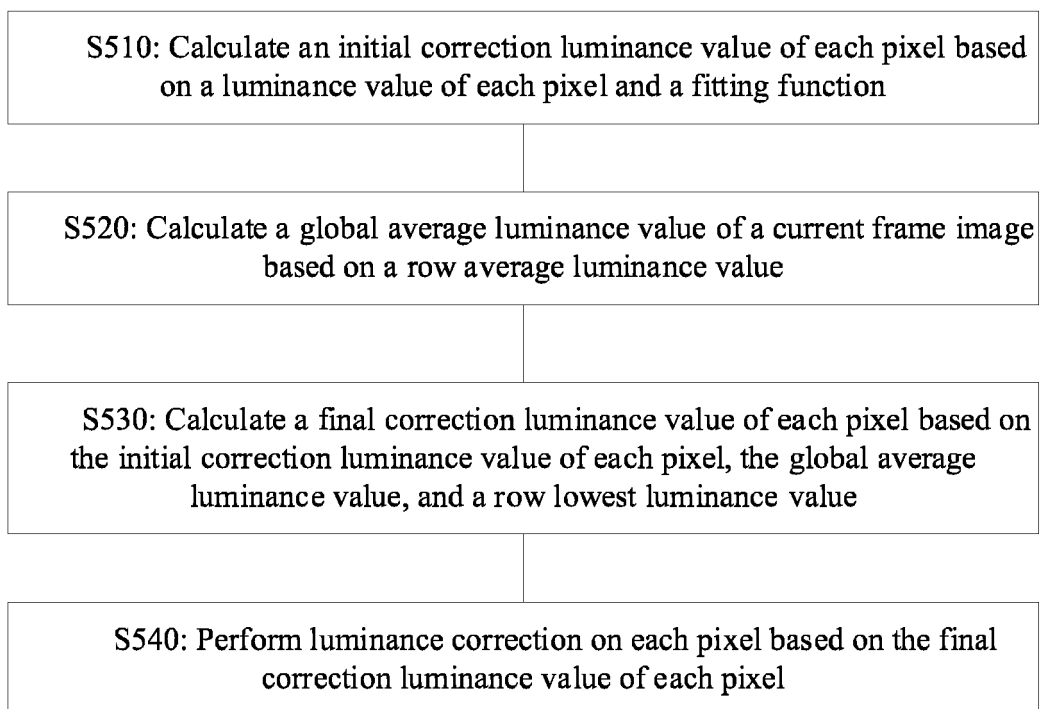 S510: Calculate an initial correction luminance value of each pixel based
on a luminance value of each pixel and a fitting function
S520: Calculate a global average luminance value of a current frame image
based on a row average luminance value
S530: Calculate a final correction luminance value of each pixel based on
the initial correction luminance value of each pixel, the global average
luminance value, and a row lowest luminance value
S540: Perform luminance correction on each pixel based on the final
correction luminance value of each pixel